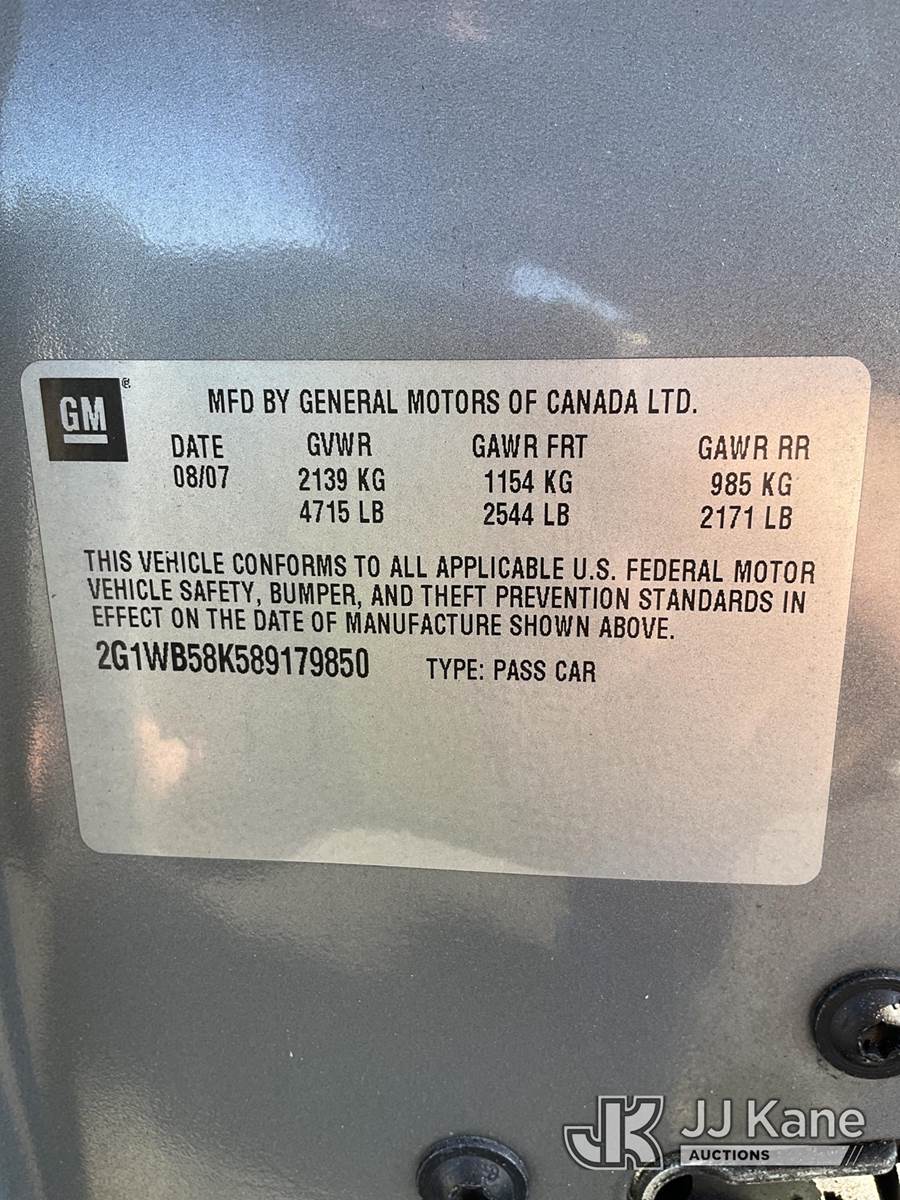 GM®
MFD BY GENERAL MOTORS OF CANADA LTD.
DATE GVWR GAWR FRT GAWR RR
08/07 2139 KG 1154 KG 985 KG
4715 LB 2544 LB 2171 LB
THIS VEHICLE CONFORMS TO ALL APPLICABLE U.S. FEDERAL MOTOR
VEHICLE SAFETY, BUMPER, AND THEFT PREVENTION STANDARDS IN
EFFECT ON THE DATE OF MANUFACTURE SHOWN ABOVE.
2G1WB58K589179850 TYPE: PASS CAR
JK JJ Kane
AUCTIONS